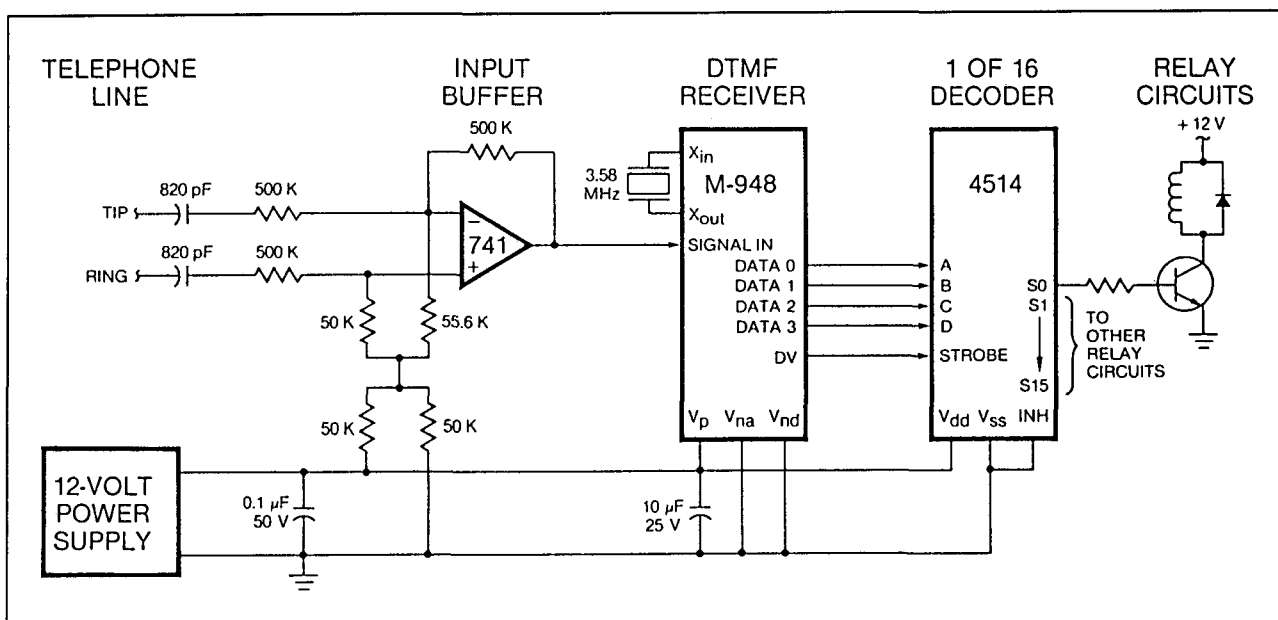 TELEPHONE
LINE
INPUT
BUFFER
DTMF
RECEIVER
1 OF 16
DECODER
RELAY
CIRCUITS
+ 12 V
500 K
820 pF
500 K
TIP
820 pF
500 K
RING
−
741
+
50 K
55.6 K
50 K
50 K
3.58
MHz
Xin
M-948
Xout
SIGNAL IN
DATA 0
DATA 1
DATA 2
DATA 3
DV
Vp
Vna
Vnd
4514
A
B
C
D
STROBE
S0
S1
S15
Vdd
Vss
INH
TO
OTHER
RELAY
CIRCUITS
12-VOLT
POWER
SUPPLY
0.1 µF
50 V
10 µF
25 V